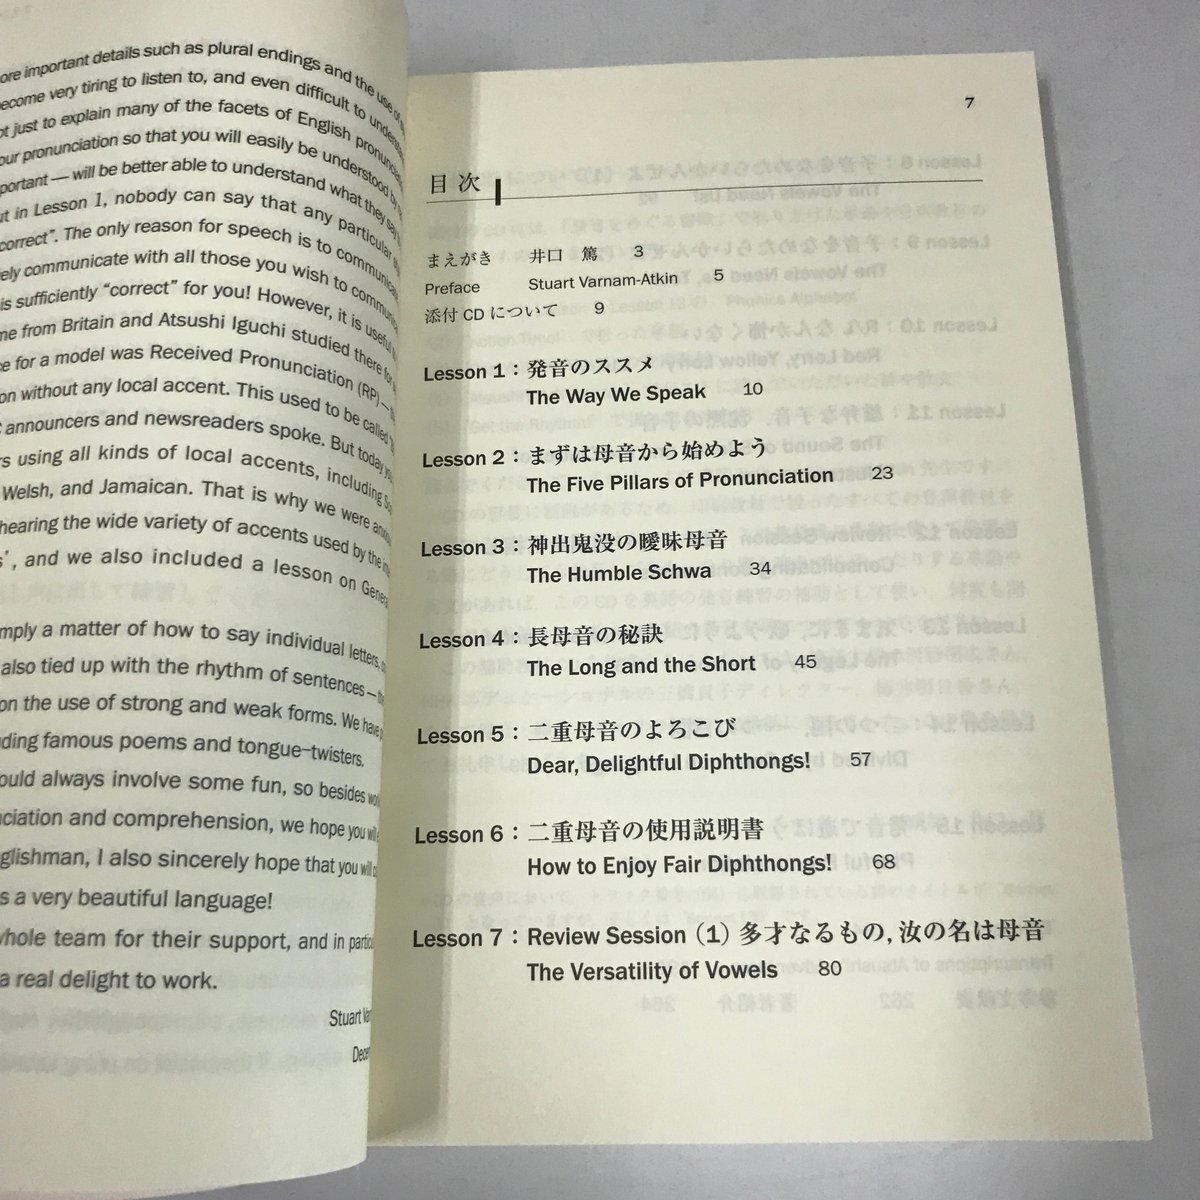 ore important details such as plural endings and the use of
ecome very tiring to listen to, and even difficult to understand
ot just to explain many of the facets of English pronunciation
our pronunciation so that you will easily be understood by
portant — will be better able to understand what they say
ut in Lesson 1, nobody can say that any particular
correct”. The only reason for speech is to communicate
ely communicate with all those you wish to communicate
is sufficiently “correct” for you! However, it is useful
me from Britain and Atsushi Iguchi studied there for
ce for a model was Received Pronunciation (RP)—
on without any local accent. This used to be called
announcers and newsreaders spoke. But today
rs using all kinds of local accents, including
Welsh, and Jamaican. That is why we were
hearing the wide variety of accents used by the
, and we also included a lesson on
mply a matter of how to say individual letters,
also tied up with the rhythm of sentences—
on the use of strong and weak forms. We have
ding famous poems and tongue-twisters.
ould always involve some fun, so besides
nciation and comprehension, we hope you will
glishman, I also sincerely hope that you will
s a very beautiful language!
whole team for their support, and in
a real delight to work.
Stuart
7
目次
まえがき 井口 篤 3
Preface Stuart Varnam-Atkin 5
添付CDについて 9
Lesson 1：発音のススメ
The Way We Speak 10
Lesson 2：まずは母音から始めよう
The Five Pillars of Pronunciation 23
Lesson 3：神出鬼没の曖昧母音
The Humble Schwa 34
Lesson 4：長母音の秘訣
The Long and the Short 45
Lesson 5：二重母音のよろこび
Dear, Delightful Diphthongs! 57
Lesson 6：二重母音の使用説明書
How to Enjoy Fair Diphthongs! 68
Lesson 7：Review Session（1）多才なるもの，汝の名は母音
The Versatility of Vowels 80